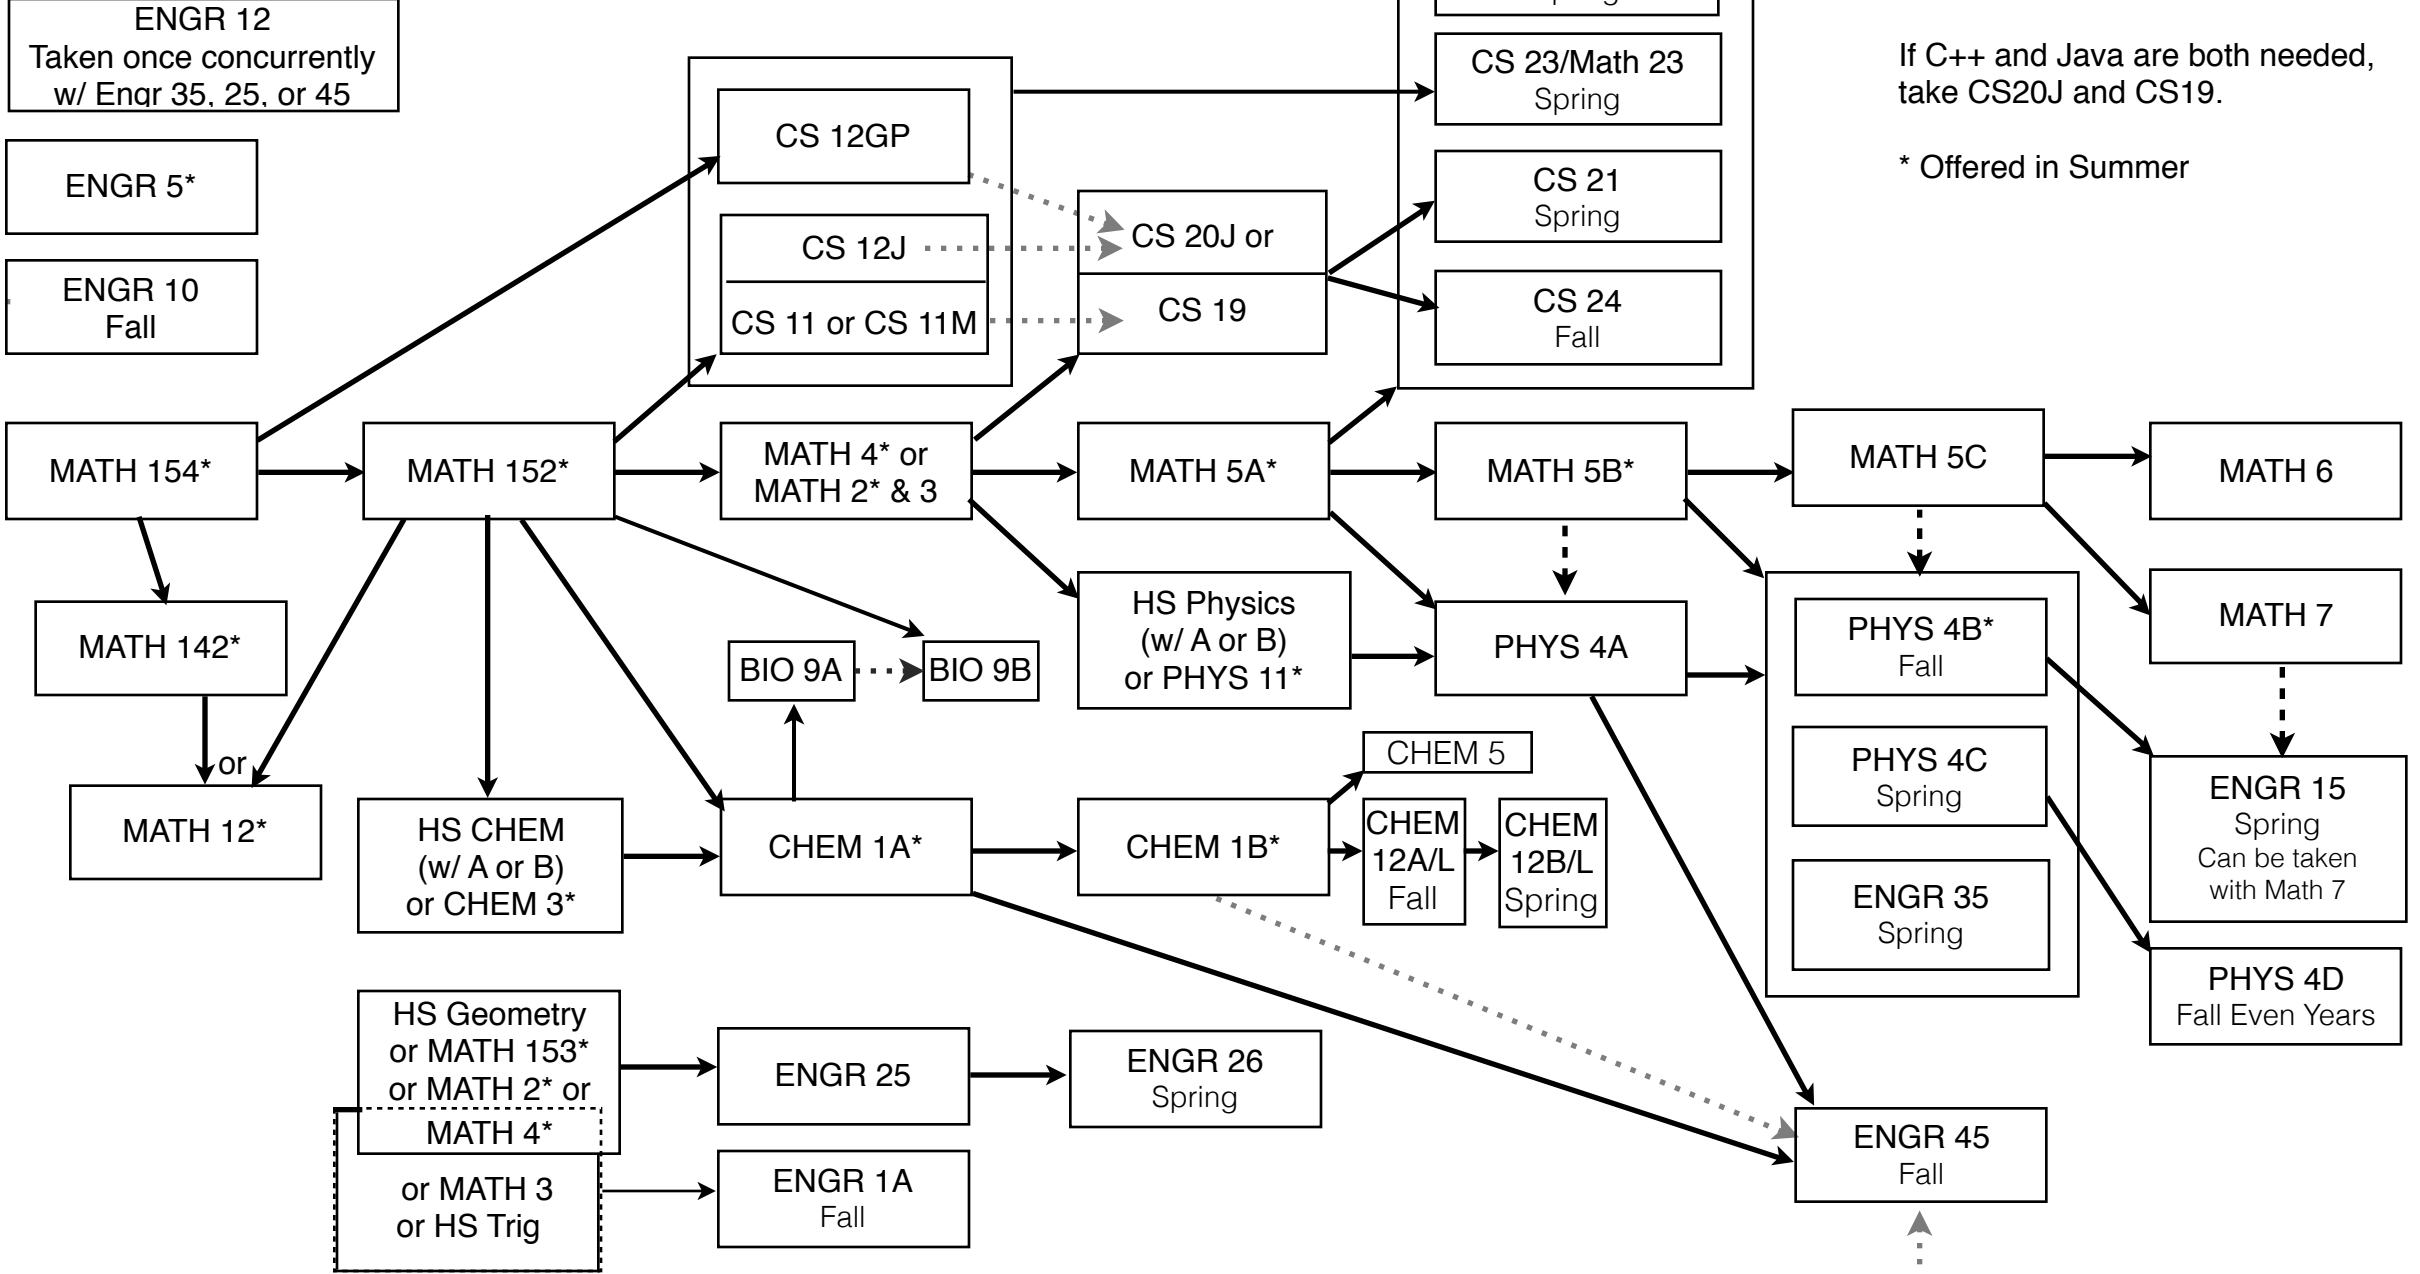 ENGR 12
Taken once concurrently
w/ Engr 35, 25, or 45
ENGR 5*
ENGR 10
Fall
CS 12GP
CS 12J
CS 11 or CS 11M
CS 20J or
CS 19
Spring
CS 23/Math 23
Spring
CS 21
Spring
CS 24
Fall
If C++ and Java are both needed,
take CS20J and CS19.
* Offered in Summer
MATH 154*
MATH 152*
MATH 4* or
MATH 2* & 3
MATH 5A*
MATH 5B*
MATH 5C
MATH 6
MATH 142*
or
MATH 12*
BIO 9A
BIO 9B
HS Physics
(w/ A or B)
or PHYS 11*
PHYS 4A
PHYS 4B*
Fall
PHYS 4C
Spring
ENGR 35
Spring
MATH 7
ENGR 15
Spring
Can be taken
with Math 7
PHYS 4D
Fall Even Years
HS CHEM
(w/ A or B)
or CHEM 3*
CHEM 1A*
CHEM 1B*
CHEM 5
CHEM
12A/L
Fall
CHEM
12B/L
Spring
HS Geometry
or MATH 153*
or MATH 2* or
MATH 4*
or MATH 3
or HS Trig
ENGR 25
ENGR 26
Spring
ENGR 1A
Fall
ENGR 45
Fall